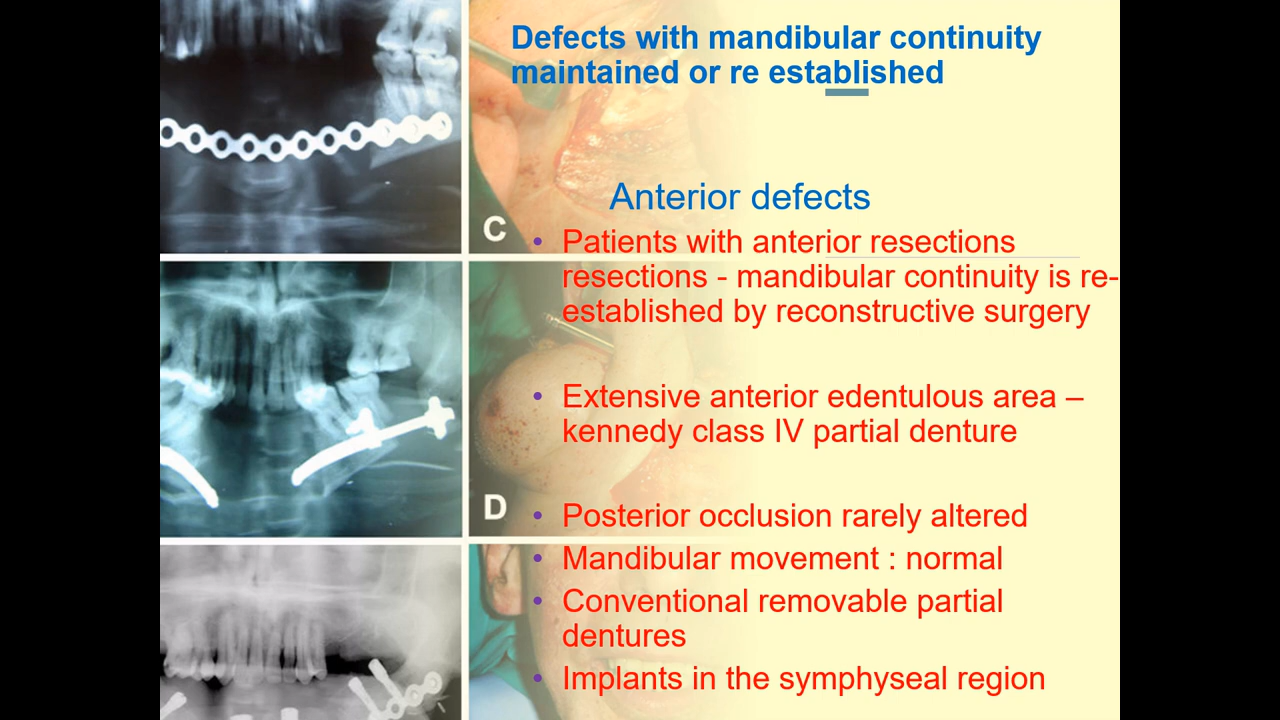 Defects with mandibular continuity
maintained or re established
Anterior defects
C
• Patients with anterior resections
resections - mandibular continuity is re-
established by reconstructive surgery
• Extensive anterior edentulous area –
kennedy class IV partial denture
D
• Posterior occlusion rarely altered
• Mandibular movement : normal
• Conventional removable partial
dentures
• Implants in the symphyseal region